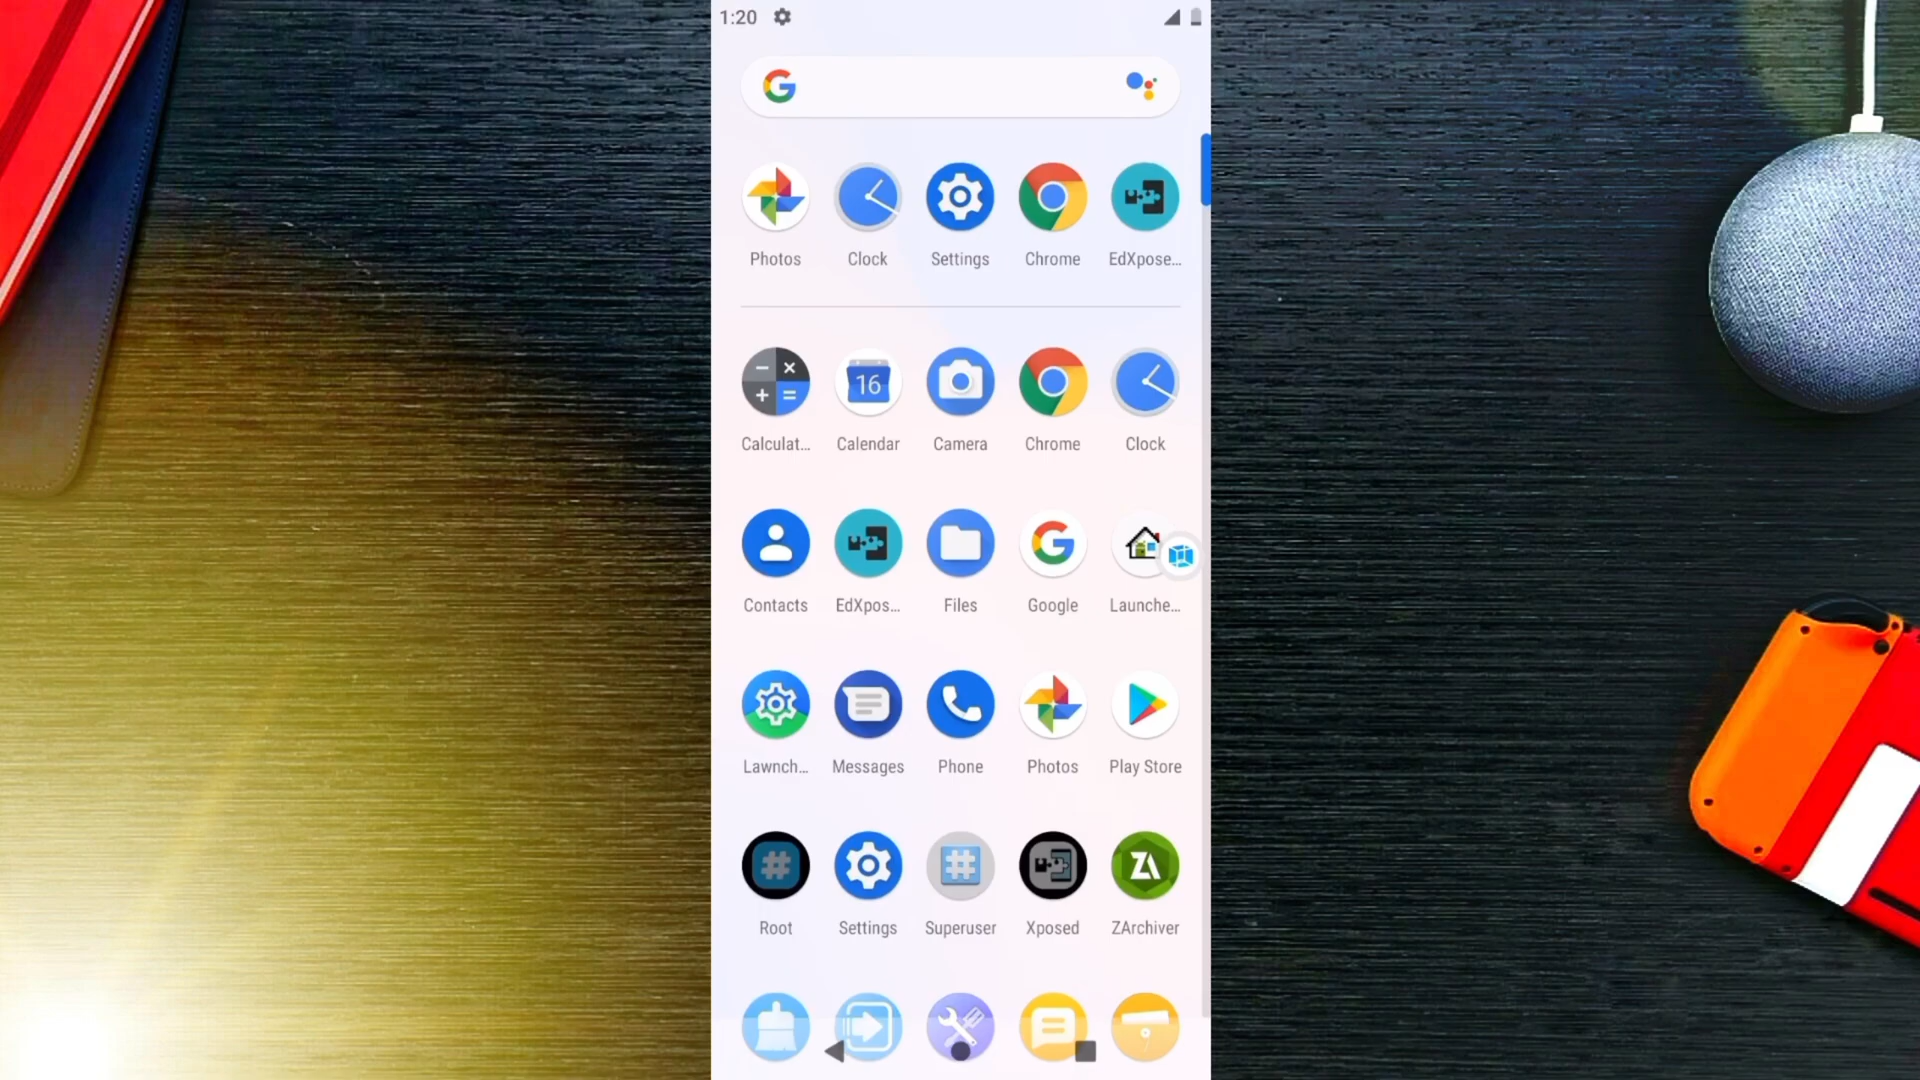 1:20
Photos Clock Settings Chrome EdXpose...
Calculat... Calendar Camera Chrome Clock
16
Contacts EdXpos... Files Google Launche...
Lawnch... Messages Phone Photos Play Store
Root Settings Superuser Xposed ZArchiver